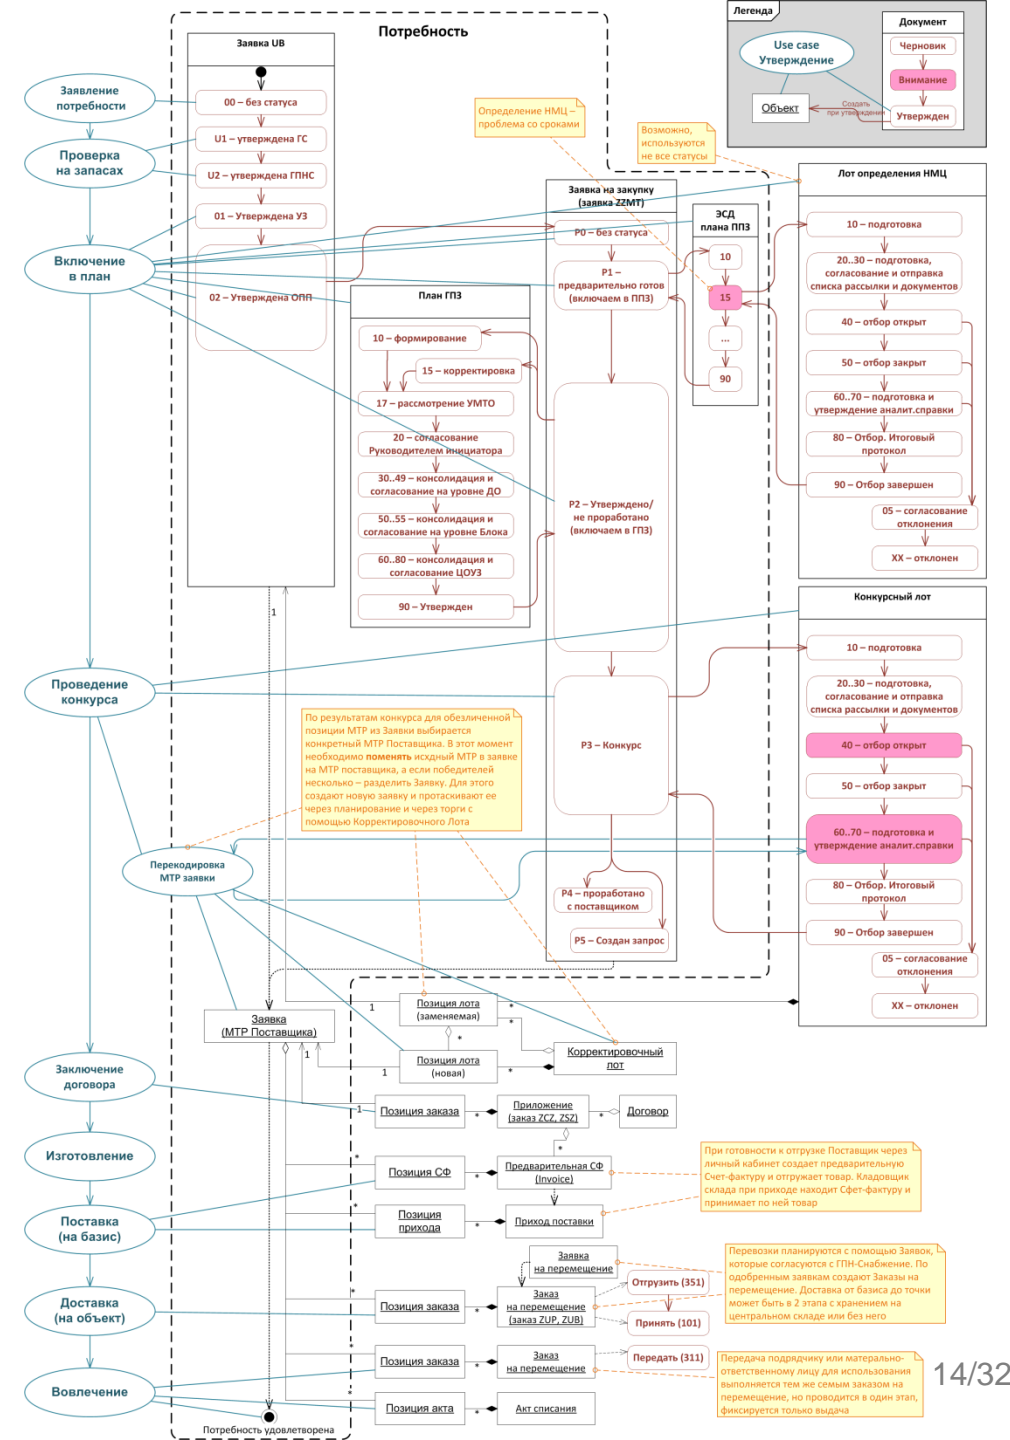 Потребность
Легенда
Use case
Утверждение
Объект
Создать
при утверждении
Документ
Черновик
Внимание
Утвержден
Заявление
потребности
Проверка
на запасах
Включение
в план
Проведение
конкурса
Перекодировка
МТР заявки
Заключение
договора
Изготовление
Поставка
(на базис)
Доставка
(на объект)
Вовлечение
Заявка UB
00 – без статуса
U1 – утверждена ГС
U2 – утверждена ГПНС
01 – Утверждена УЗ
02 – Утверждена ОПП
Определение НМЦ –
проблема со сроками
Возможно,
используются
не все статусы
План ГПЗ
10 – формирование
15 – корректировка
17 – рассмотрение УМТО
20 – согласование
Руководителем инициатора
30..49 – консолидация и
согласование на уровне ДО
50..55 – консолидация и
согласование на уровне Блока
60..80 – консолидация и
согласование ЦОУЗ
90 – Утвержден
Заявка на закупку
(заявка ZZMT)
P0 – без статуса
P1 –
предварительно готов
(включаем в ППЗ)
P2 – Утверждено/
не проработано
(включаем в ГПЗ)
P3 – Конкурс
P4 – проработано
с поставщиком
P5 – Создан запрос
ЭСД
плана ППЗ
10
15
...
90
Лот определения НМЦ
10 – подготовка
20..30 – подготовка,
согласование и отправка
списка рассылки и документов
40 – отбор открыт
50 – отбор закрыт
60..70 – подготовка и
утверждение аналит.справки
80 – Отбор. Итоговый
протокол
90 – Отбор завершен
05 – согласование
отклонения
XX – отклонен
Конкурсный лот
10 – подготовка
20..30 – подготовка,
согласование и отправка
списка рассылки и документов
40 – отбор открыт
50 – отбор закрыт
60..70 – подготовка и
утверждение аналит.справки
80 – Отбор. Итоговый
протокол
90 – Отбор завершен
05 – согласование
отклонения
XX – отклонен
По результатам конкурса для обезличенной
позиции МТР из Заявки выбирается
конкретный МТР Поставщика. В этот момент
необходимо поменять исхдный МТР в заявке
на МТР поставщика, а если победителей
несколько – разделить Заявку. Для этого
создают новую заявку и протаскивают ее
через планирование и через торги с
помощью Корректировочного Лота
1
Заявка
(МТР Поставщика)
1
1
Позиция лота
(заменяемая)
*
*
*
Позиция лота
(новая)
1
*
Корректировочный
лот
1
Позиция заказа
*
Приложение
(заказ ZCZ, ZSZ)
*
Договор
*
*
Позиция СФ
*
Предварительная СФ
(Invoice)
*
Позиция
прихода
*
Приход поставки
При готовности к отгрузке Поставщик через
личный кабинет создает предварительную
Счет-фактуру и отгружает товар. Кладовщик
склада при приходе находит Сфет-фактуру и
принимает по ней товар
Заявка
на перемещение
*
Позиция заказа
*
Заказ
на перемещение
(заказ ZUP, ZUB)
Отгрузить (351)
Принять (101)
Перевозки планируются с помощью Заявок,
которые согласуются с ГПН-Снабжение. По
одобренным заявкам создают Заказы на
перемещение. Доставка от базиса до точки
может быть в 2 этапа с хранением на
центральном складе или без него
*
Позиция заказа
*
Заказ
на перемещение
Передать (311)
Передача подрядчику или матерально-
ответственному лицу для использования
выполняется тем же семым заказом на
перемещение, но проводится в один этап,
фиксируется только выдача
*
Позиция акта
*
Акт списания
Потребность удовлетворена
14/32